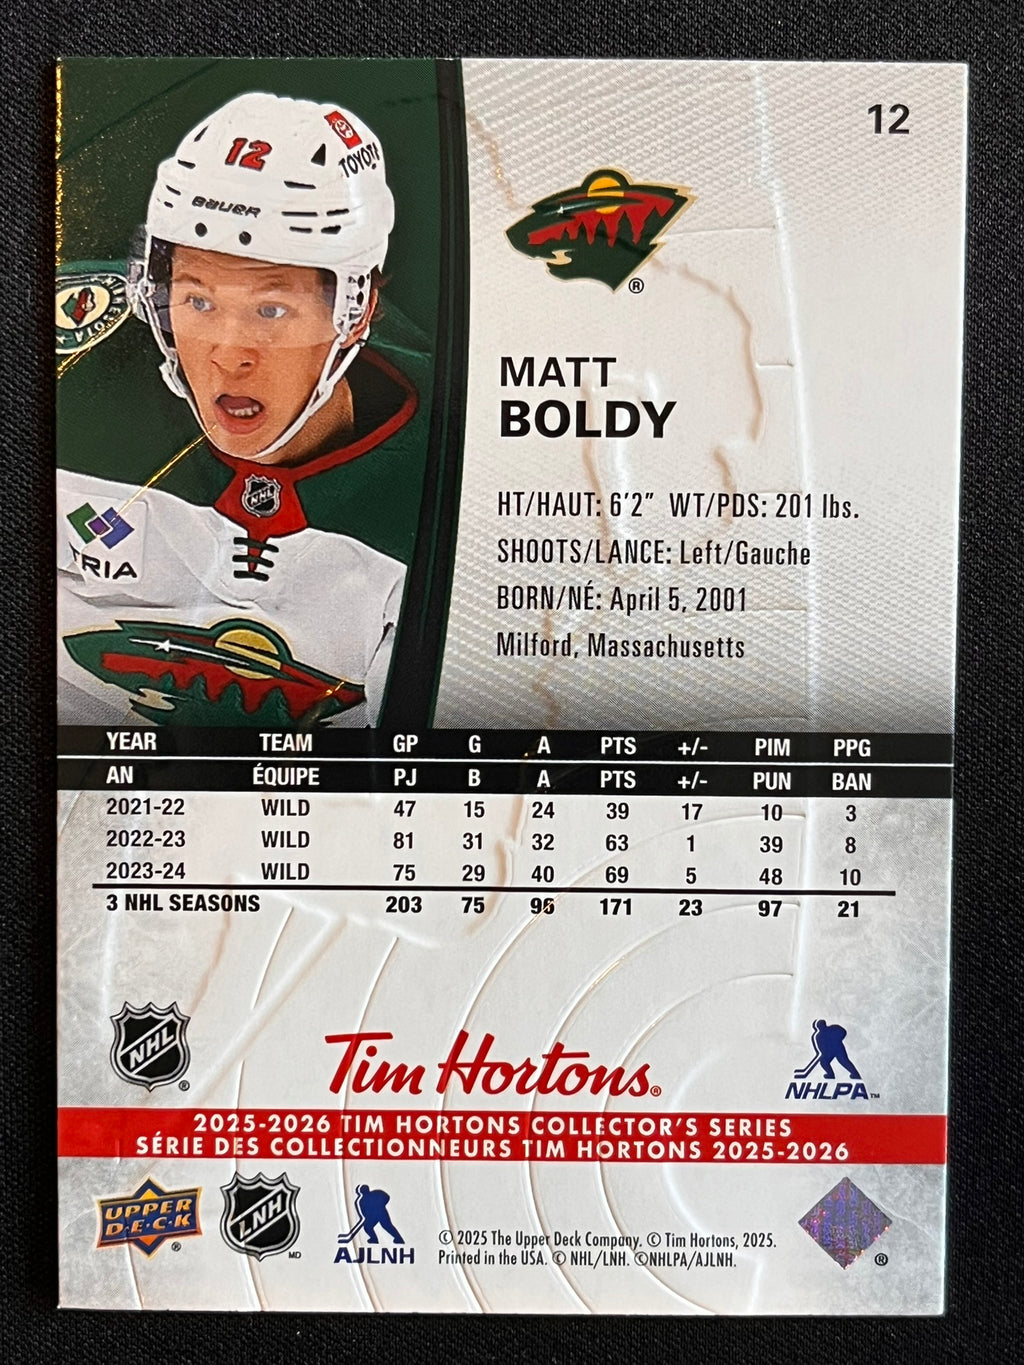 12
12
TOYOTA
BAUER
MINNESOTA
®
MATT
BOLDY
HT/HAUT: 6'2" WT/PDS: 201 lbs.
SHOOTS/LANCE: Left/Gauche
BORN/NÉ: April 5, 2001
Milford, Massachusetts
NHL
TRIA
YEAR TEAM GP G A PTS +/- PIM PPG
AN ÉQUIPE PJ B A PTS +/- PUN BAN
2021-22 WILD 47 15 24 39 17 10 3
2022-23 WILD 81 31 32 63 1 39 8
2023-24 WILD 75 29 40 69 5 48 10
3 NHL SEASONS 203 75 96 171 23 97 21
NHL ®
Tim Hortons®
NHLPA™
2025-2026 TIM HORTONS COLLECTOR'S SERIES
SÉRIE DES COLLECTIONNEURS TIM HORTONS 2025-2026
UPPER
D·E·C·K ®
LNH MD
AJLNH
© 2025 The Upper Deck Company. © Tim Hortons, 2025.
Printed in the USA. © NHL/LNH. ©NHLPA/AJLNH.
®